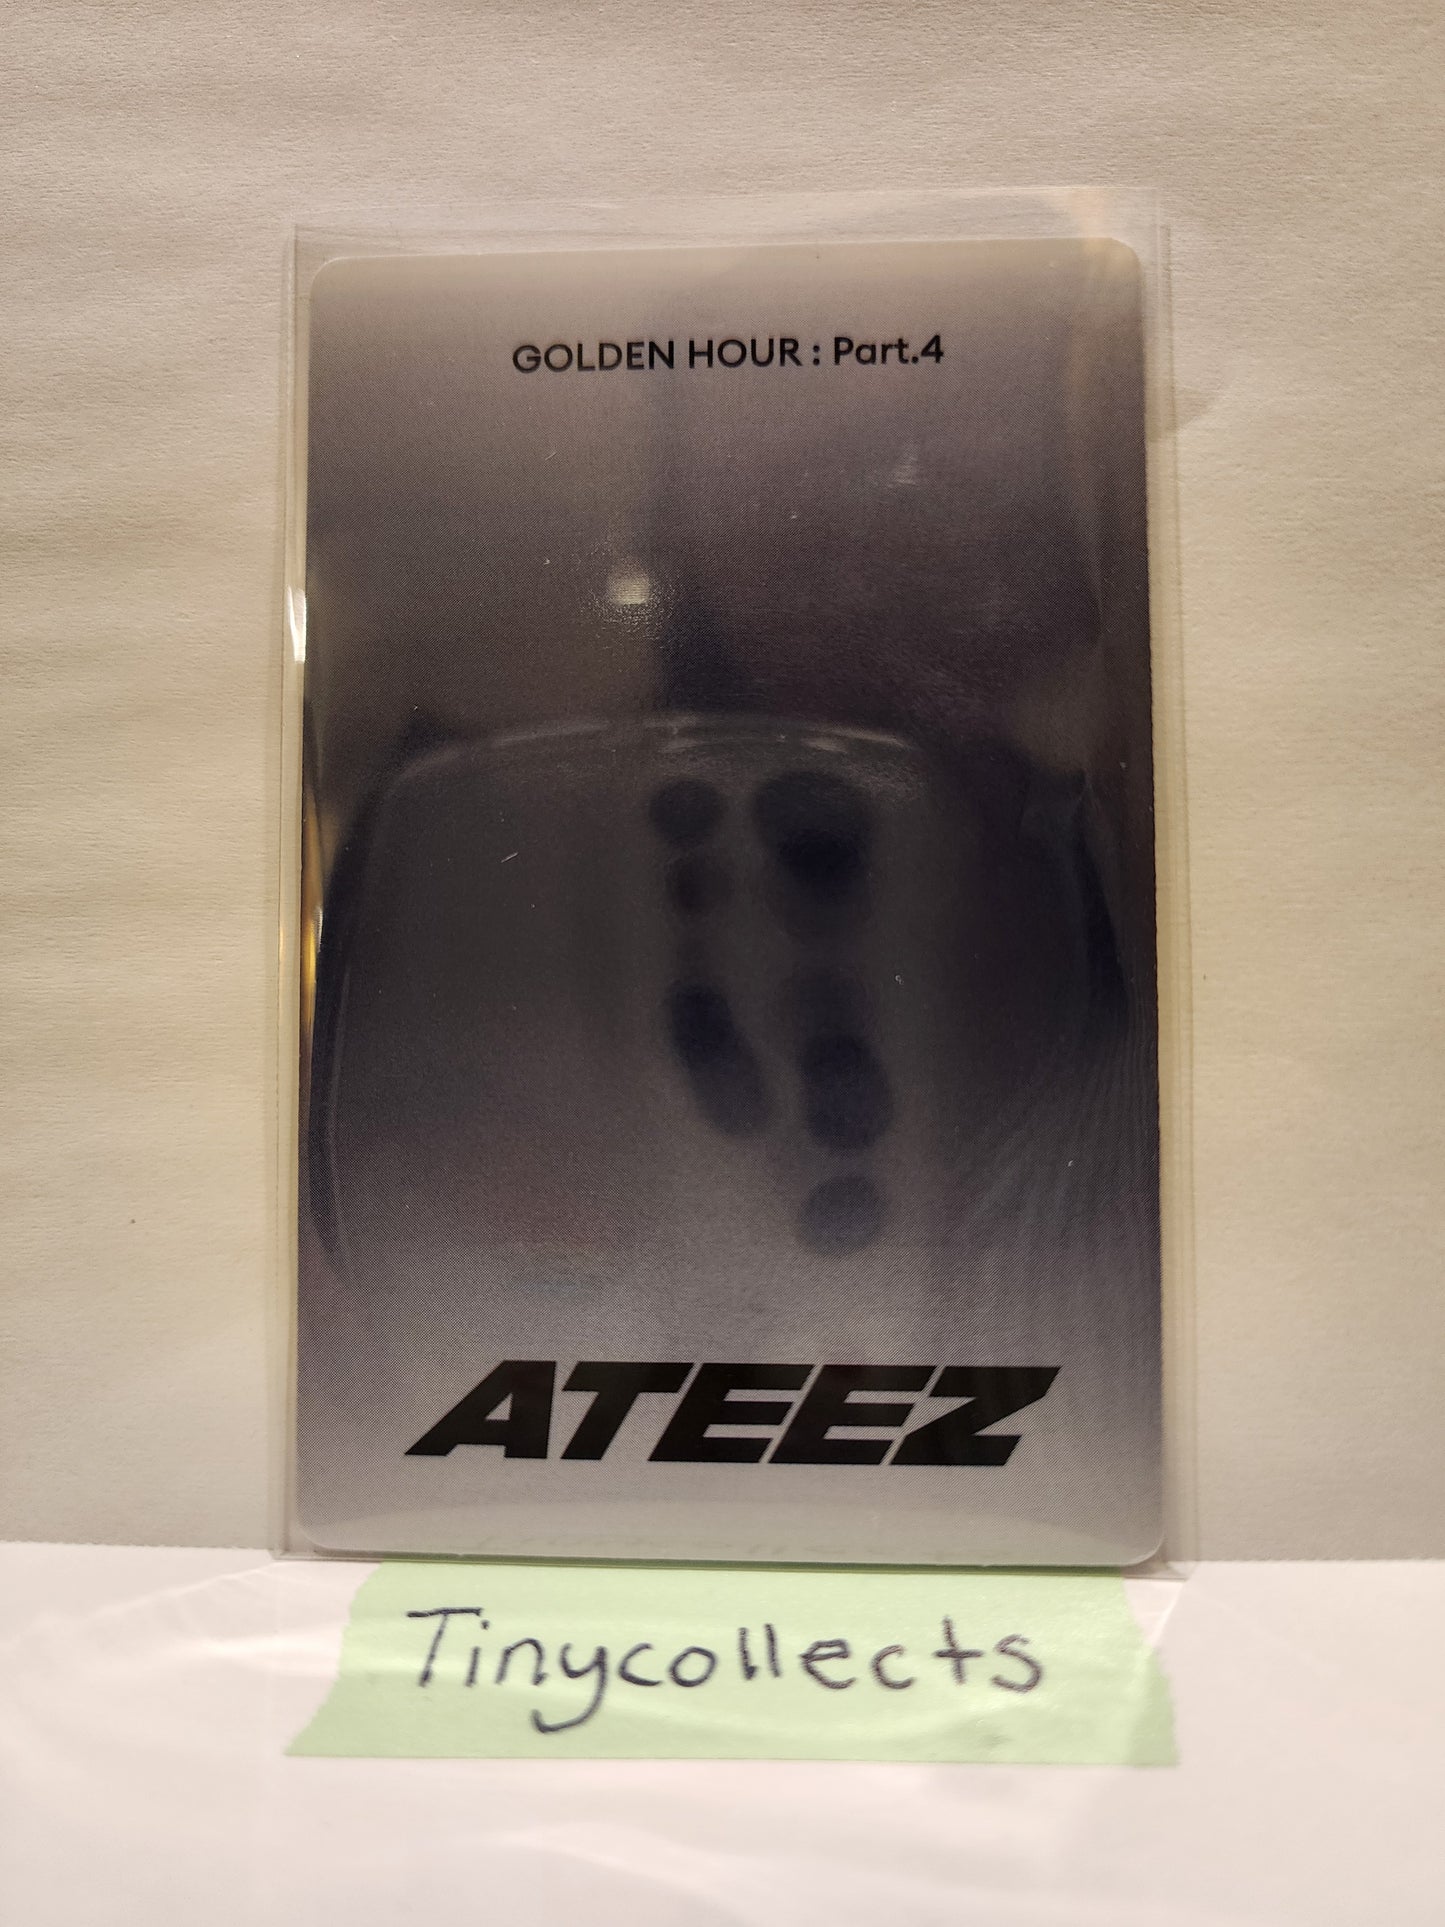 GOLDEN HOUR : Part.4
ATEEZ
Tinycollects